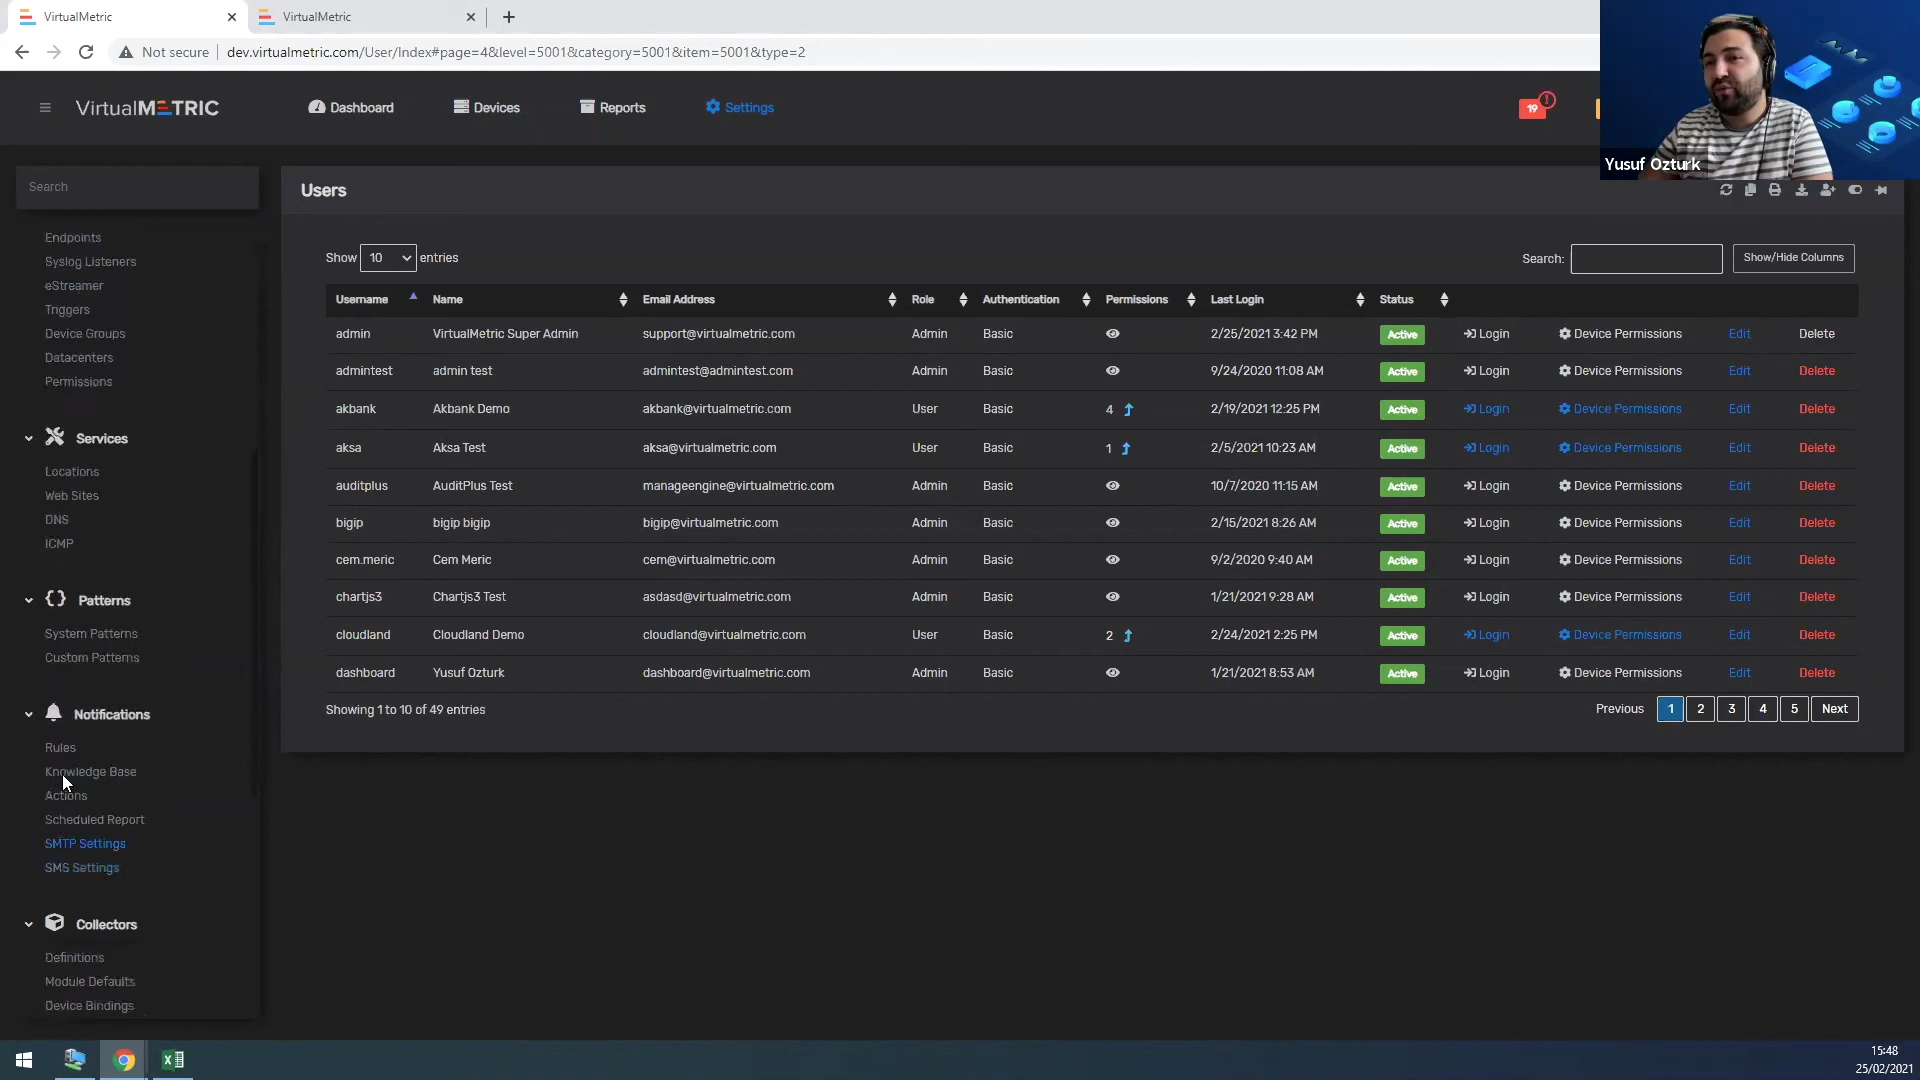 VirtualMetric
VirtualMetric
Not secure
dev.virtualmetric.com/User/Index#page=4&level=5001&category=5001&item=5001&type=2
VirtualMETRIC
Dashboard
Devices
Reports
Settings
19
!
Yusuf Ozturk
Search
Endpoints
Syslog Listeners
eStreamer
Triggers
Device Groups
Datacenters
Permissions
Services
Locations
Web Sites
DNS
ICMP
Patterns
System Patterns
Custom Patterns
Notifications
Rules
Knowledge Base
Actions
Scheduled Report
SMTP Settings
SMS Settings
Collectors
Definitions
Module Defaults
Device Bindings
Users
Show 10 entries
Search:
Show/Hide Columns
Username Name Email Address Role Authentication Permissions Last Login Status
admin VirtualMetric Super Admin support@virtualmetric.com Admin Basic 2/25/2021 3:42 PM Active Login Device Permissions Edit Delete
admintest admin test admintest@admintest.com Admin Basic 9/24/2020 11:08 AM Active Login Device Permissions Edit Delete
akbank Akbank Demo akbank@virtualmetric.com User Basic 4 2/19/2021 12:25 PM Active Login Device Permissions Edit Delete
aksa Aksa Test aksa@virtualmetric.com User Basic 1 2/5/2021 10:23 AM Active Login Device Permissions Edit Delete
auditplus AuditPlus Test manageengine@virtualmetric.com Admin Basic 10/7/2020 11:15 AM Active Login Device Permissions Edit Delete
bigip bigip bigip bigip@virtualmetric.com Admin Basic 2/15/2021 8:26 AM Active Login Device Permissions Edit Delete
cem.meric Cem Meric cem@virtualmetric.com Admin Basic 9/2/2020 9:40 AM Active Login Device Permissions Edit Delete
chartjs3 Chartjs3 Test asdasd@virtualmetric.com Admin Basic 1/21/2021 9:28 AM Active Login Device Permissions Edit Delete
cloudland Cloudland Demo cloudland@virtualmetric.com User Basic 2 2/24/2021 2:25 PM Active Login Device Permissions Edit Delete
dashboard Yusuf Ozturk dashboard@virtualmetric.com Admin Basic 1/21/2021 8:53 AM Active Login Device Permissions Edit Delete
Showing 1 to 10 of 49 entries
Previous 1 2 3 4 5 Next
15:48
25/02/2021